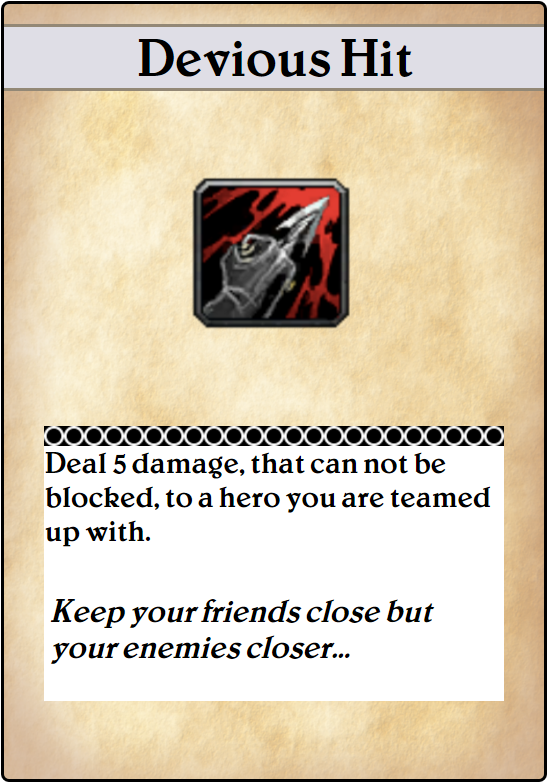 Devious Hit
Deal 5 damage, that can not be
blocked, to a hero you are teamed
up with.
Keep your friends close but
your enemies closer...